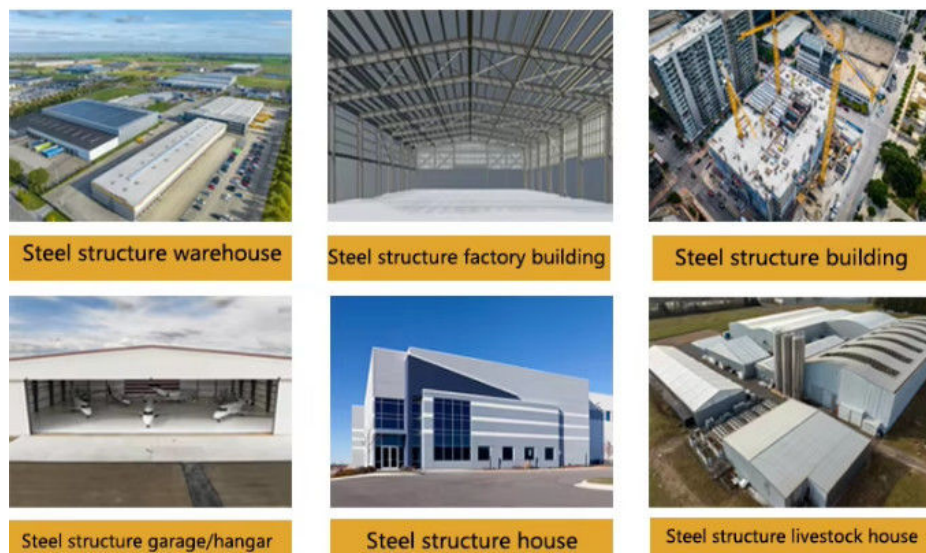 Steel structure warehouse
Steel structure factory building
Steel structure building
Steel structure garage/hangar
Steel structure house
Steel structure livestock house